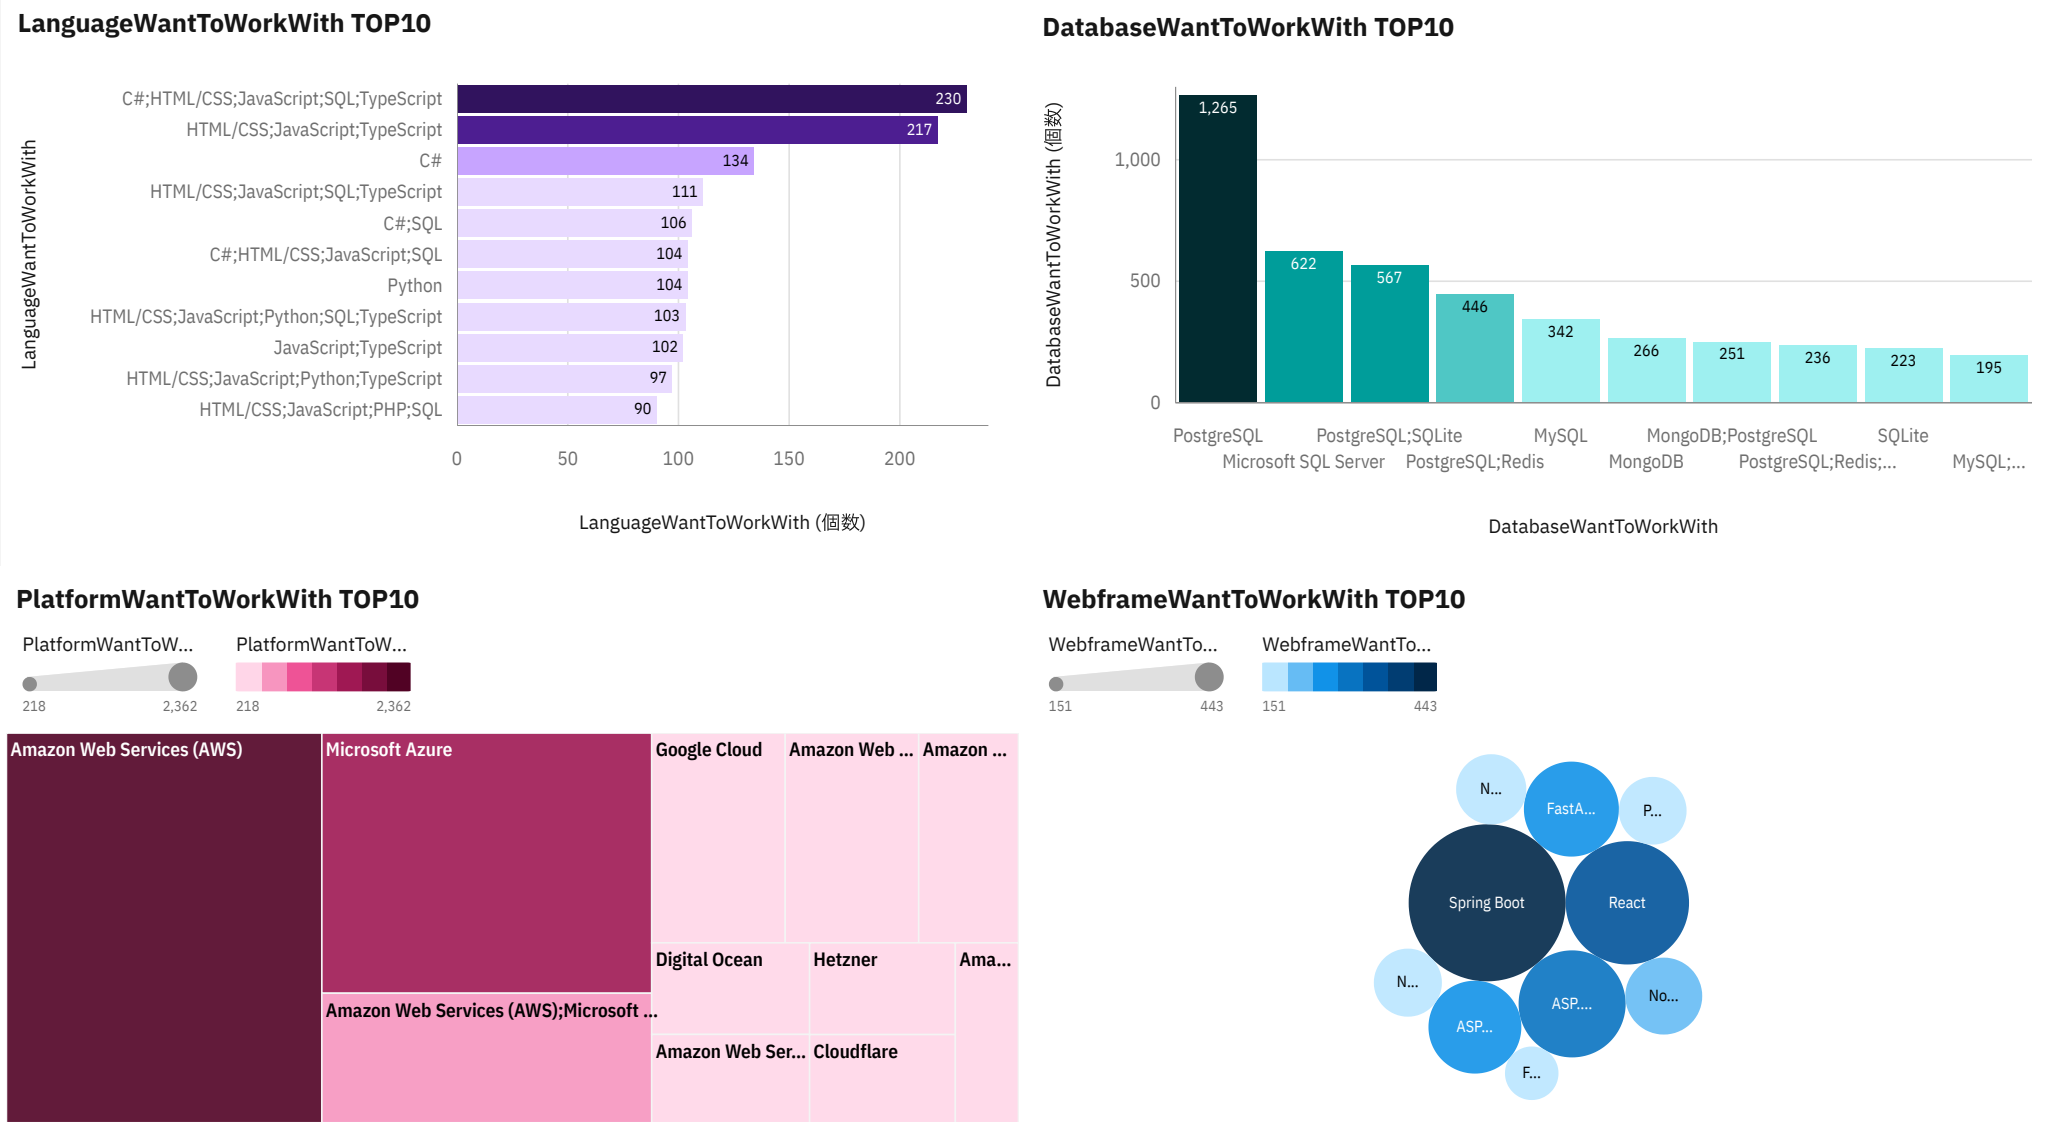 LanguageWantToWorkWith TOP10
LanguageWantToWorkWith
C#;HTML/CSS;JavaScript;SQL;TypeScript
230
HTML/CSS;JavaScript;TypeScript
217
C#
134
HTML/CSS;JavaScript;SQL;TypeScript
111
C#;SQL
106
C#;HTML/CSS;JavaScript;SQL
104
Python
104
HTML/CSS;JavaScript;Python;SQL;TypeScript
103
JavaScript;TypeScript
102
HTML/CSS;JavaScript;Python;TypeScript
97
HTML/CSS;JavaScript;PHP;SQL
90
0 50 100 150 200
LanguageWantToWorkWith (個数)
DatabaseWantToWorkWith TOP10
DatabaseWantToWorkWith (個数)
1,000
500
0
1,265
622
567
446
342
266
251
236
223
195
PostgreSQL PostgreSQL;SQLite MySQL MongoDB;PostgreSQL SQLite
Microsoft SQL Server PostgreSQL;Redis MongoDB PostgreSQL;Redis;... MySQL;...
DatabaseWantToWorkWith
PlatformWantToWorkWith TOP10
PlatformWantToW... PlatformWantToW...
218 2,362 218 2,362
Amazon Web Services (AWS)
Microsoft Azure
Amazon Web Services (AWS);Microsoft ...
Google Cloud
Amazon Web ...
Amazon ...
Digital Ocean
Hetzner
Ama...
Amazon Web Ser...
Cloudflare
WebframeWantToWorkWith TOP10
WebframeWantTo... WebframeWantTo...
151 443 151 443
N...
FastA...
P...
Spring Boot
React
N...
No...
ASP....
ASP...
F...